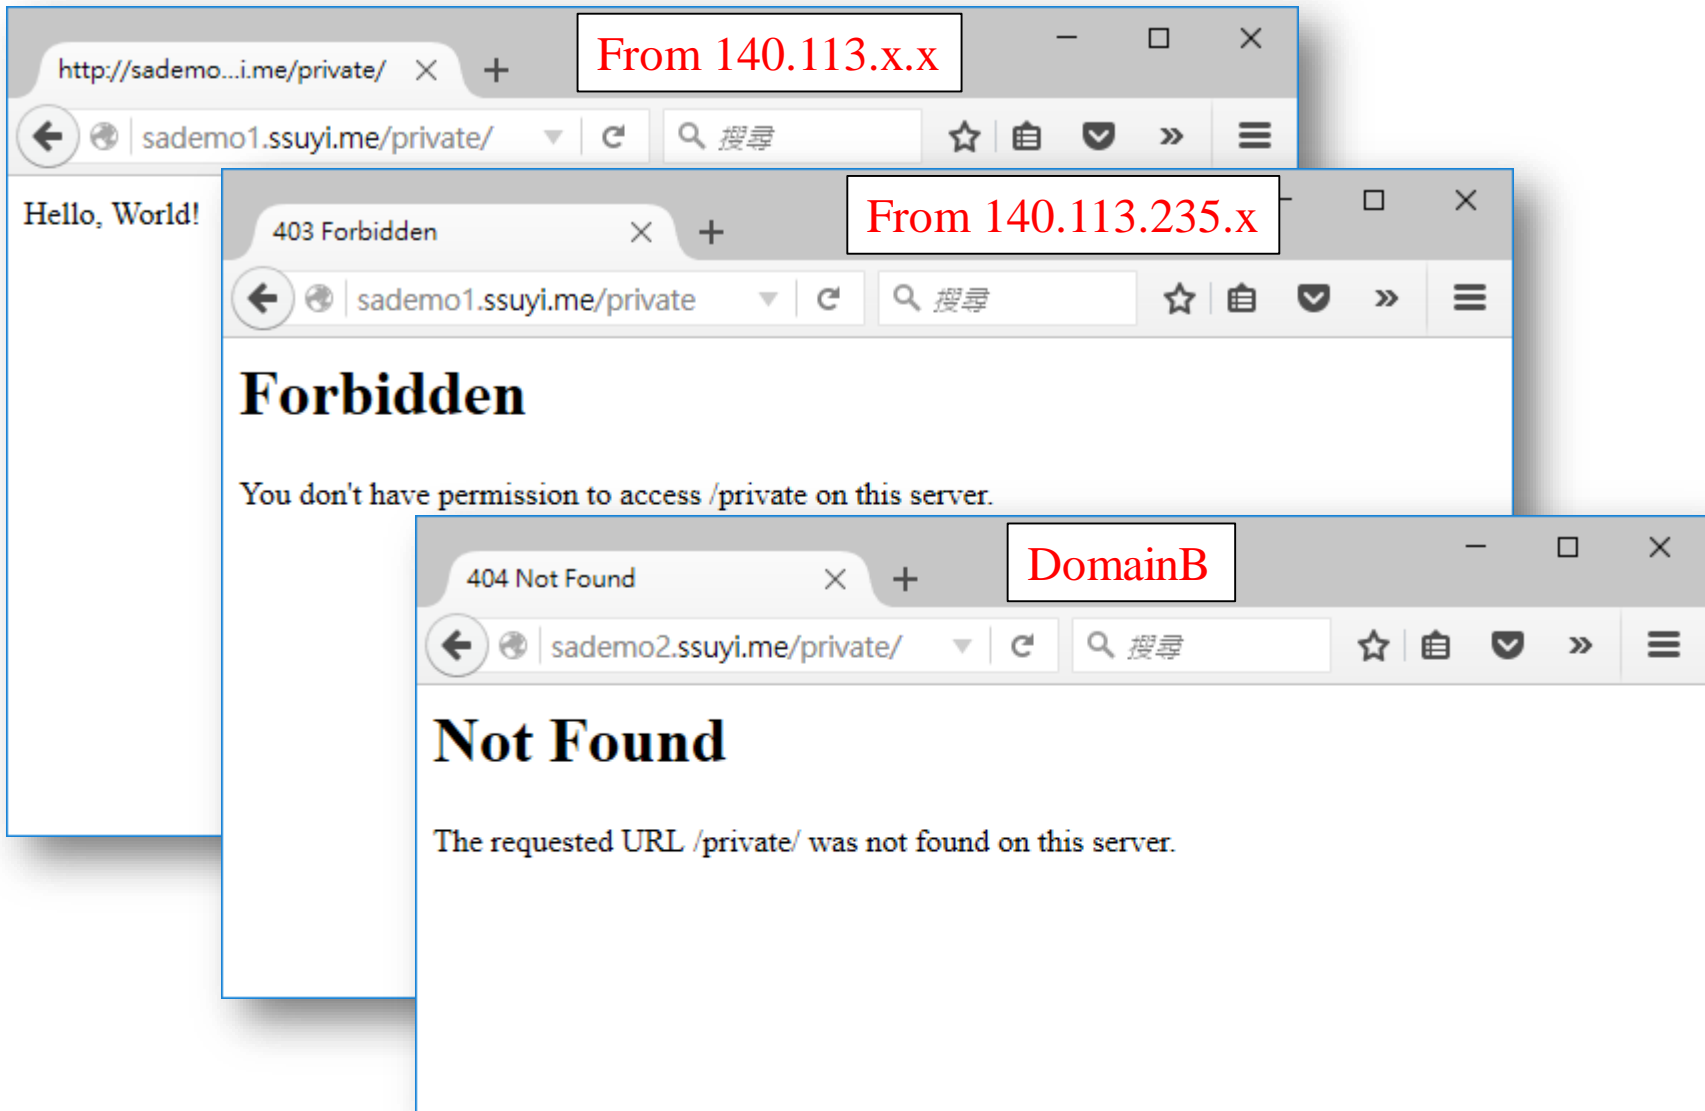 From 140.113.x.x
http://sademo...i.me/private/
sademo1.ssuyi.me/private/
搜尋
Hello, World!
From 140.113.235.x
403 Forbidden
sademo1.ssuyi.me/private
搜尋
Forbidden
You don't have permission to access /private on this server.
DomainB
404 Not Found
sademo2.ssuyi.me/private/
搜尋
Not Found
The requested URL /private/ was not found on this server.